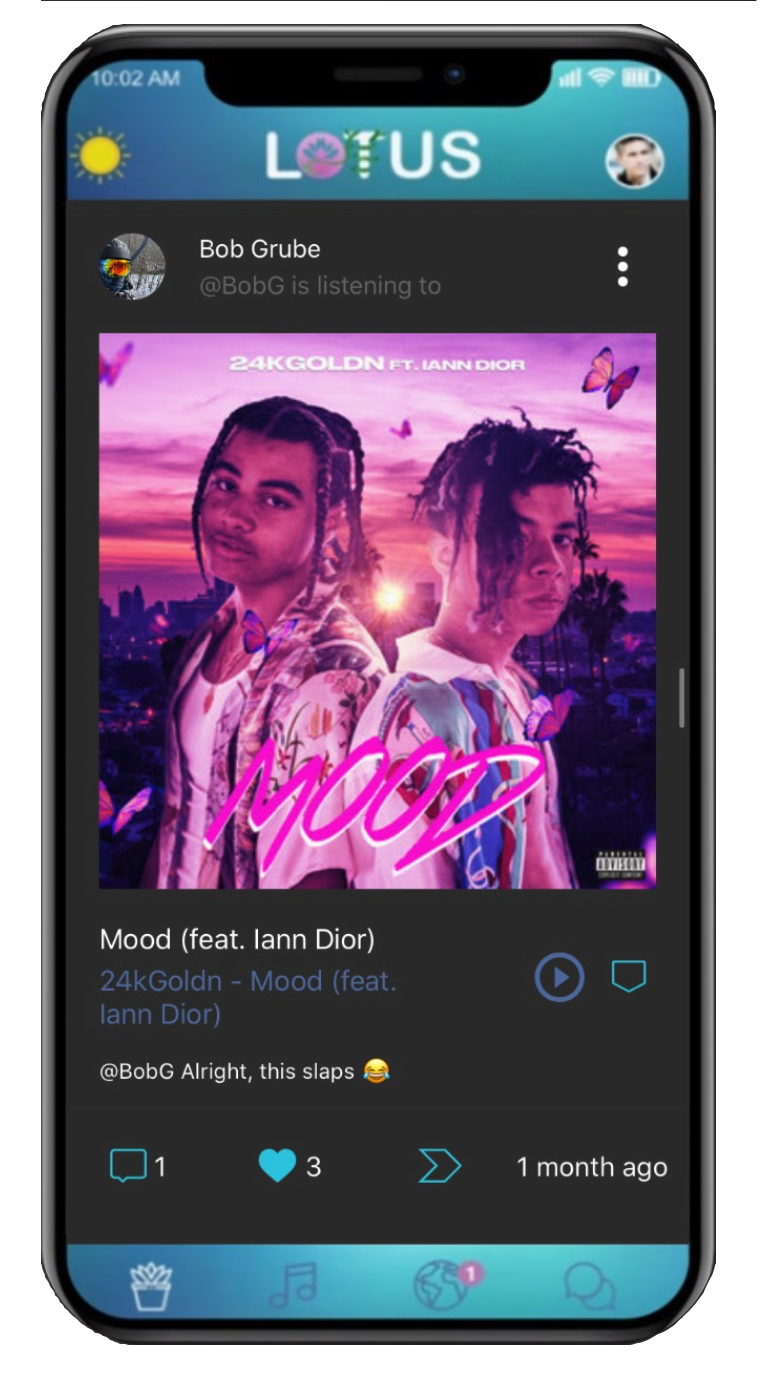 10:02 AM
LOTUS
Bob Grube
@BobG is listening to
24KGOLDN FT. IANN DIOR
MOOD
PARENTAL
ADVISORY
EXPLICIT CONTENT
Mood (feat. Iann Dior)
24kGoldn - Mood (feat.
Iann Dior)
@BobG Alright, this slaps 😂
1
3
1 month ago
1